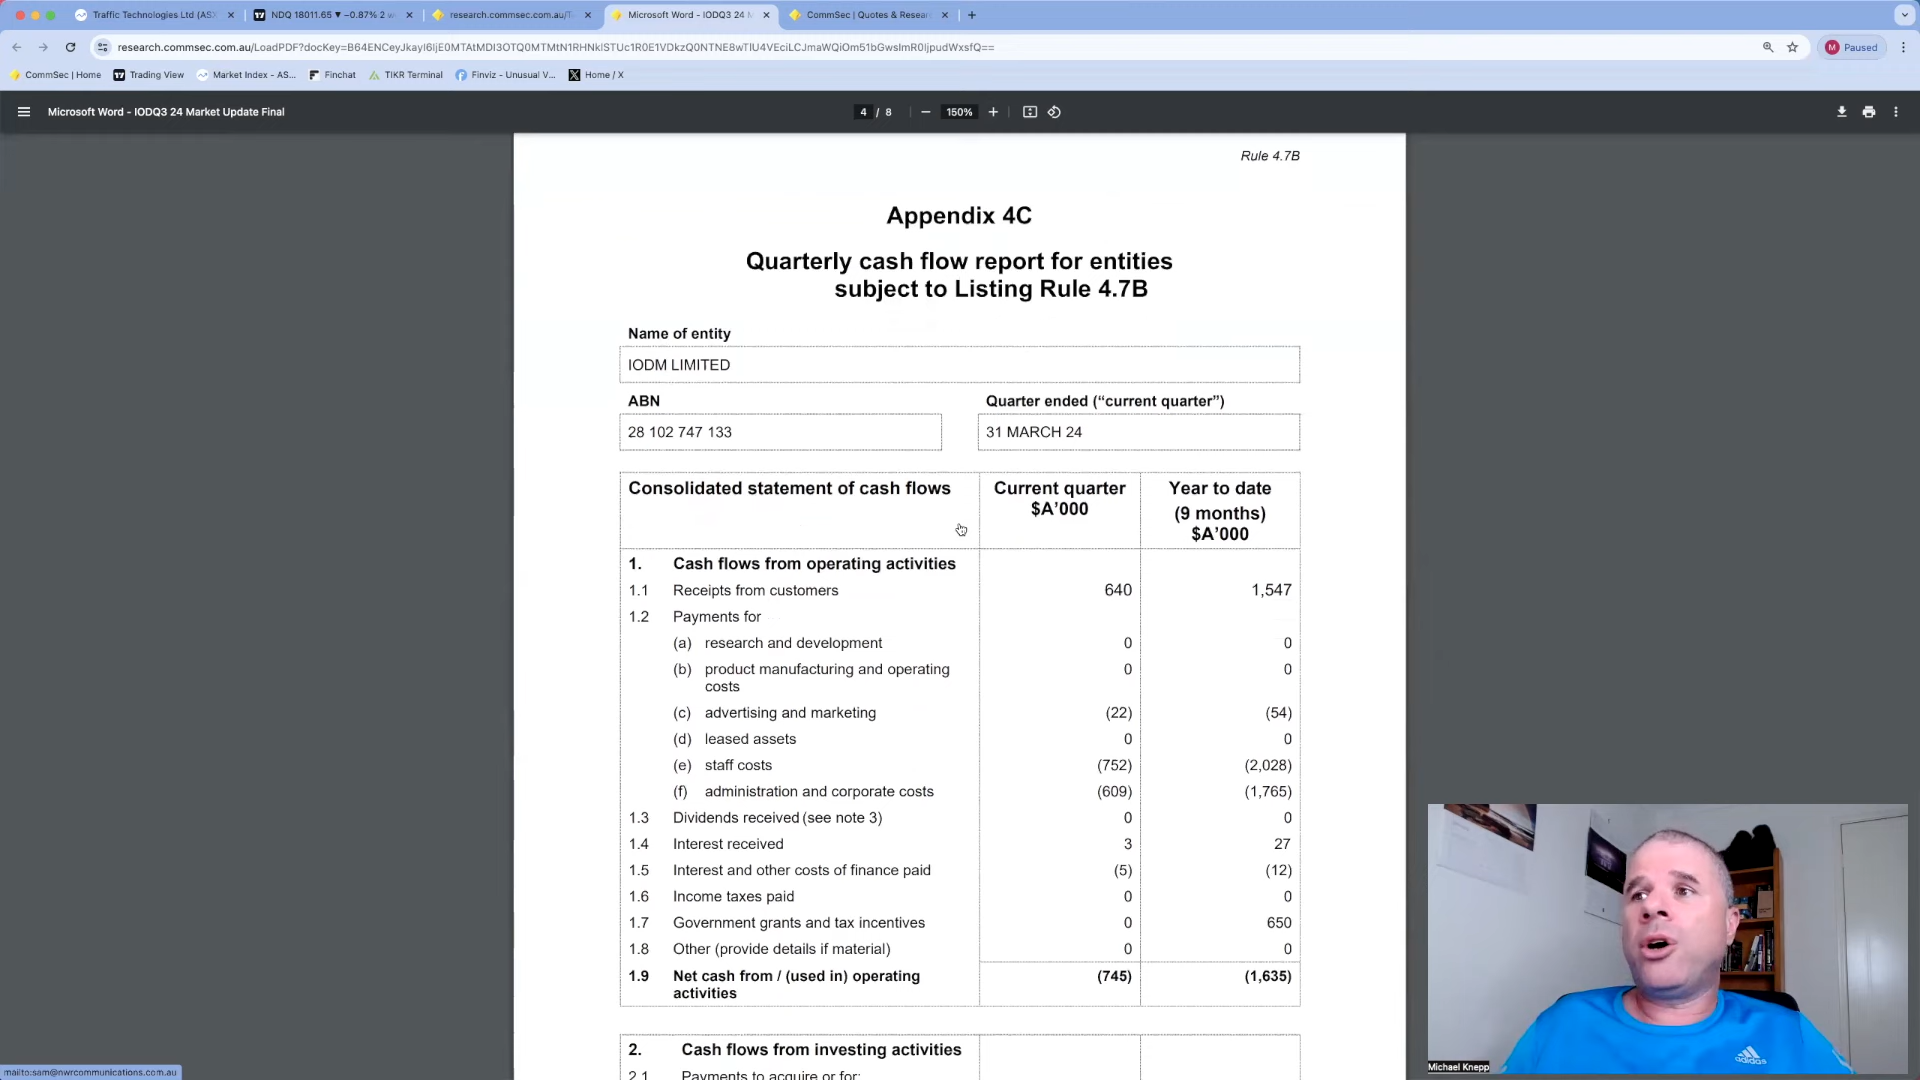 Traffic Technologies Ltd (ASX
NDQ 18011.65 ▼ −0.87% 2 w
research.commsec.com.au/T
Microsoft Word - IODQ3 24 M
CommSec | Quotes & Resear
research.commsec.com.au/LoadPDF?docKey=
Paused
CommSec | Home
Trading View
Market Index - AS...
Finchat
TIKR Terminal
Finviz - Unusual V...
Home / X
Microsoft Word - IODQ3 24 Market Update Final
4 / 8
150%
Rule 4.7B
Appendix 4C
Quarterly cash flow report for entities
subject to Listing Rule 4.7B
Name of entity
IODM LIMITED
ABN
Quarter ended (“current quarter”)
28 102 747 133
31 MARCH 24
Consolidated statement of cash flows
Current quarter
$A’000
Year to date
(9 months)
$A’000
1. Cash flows from operating activities
1.1 Receipts from customers 640 1,547
1.2 Payments for
(a) research and development 0 0
(b) product manufacturing and operating
costs 0 0
(c) advertising and marketing (22) (54)
(d) leased assets 0 0
(e) staff costs (752) (2,028)
(f) administration and corporate costs (609) (1,765)
1.3 Dividends received (see note 3) 0 0
1.4 Interest received 3 27
1.5 Interest and other costs of finance paid (5) (12)
1.6 Income taxes paid 0 0
1.7 Government grants and tax incentives 0 650
1.8 Other (provide details if material) 0 0
1.9 Net cash from / (used in) operating
activities (745) (1,635)
2. Cash flows from investing activities
2.1 Payments to acquire or for:
mailto:sam@nwrcommunications.com.au
adidas
Michael Knepp